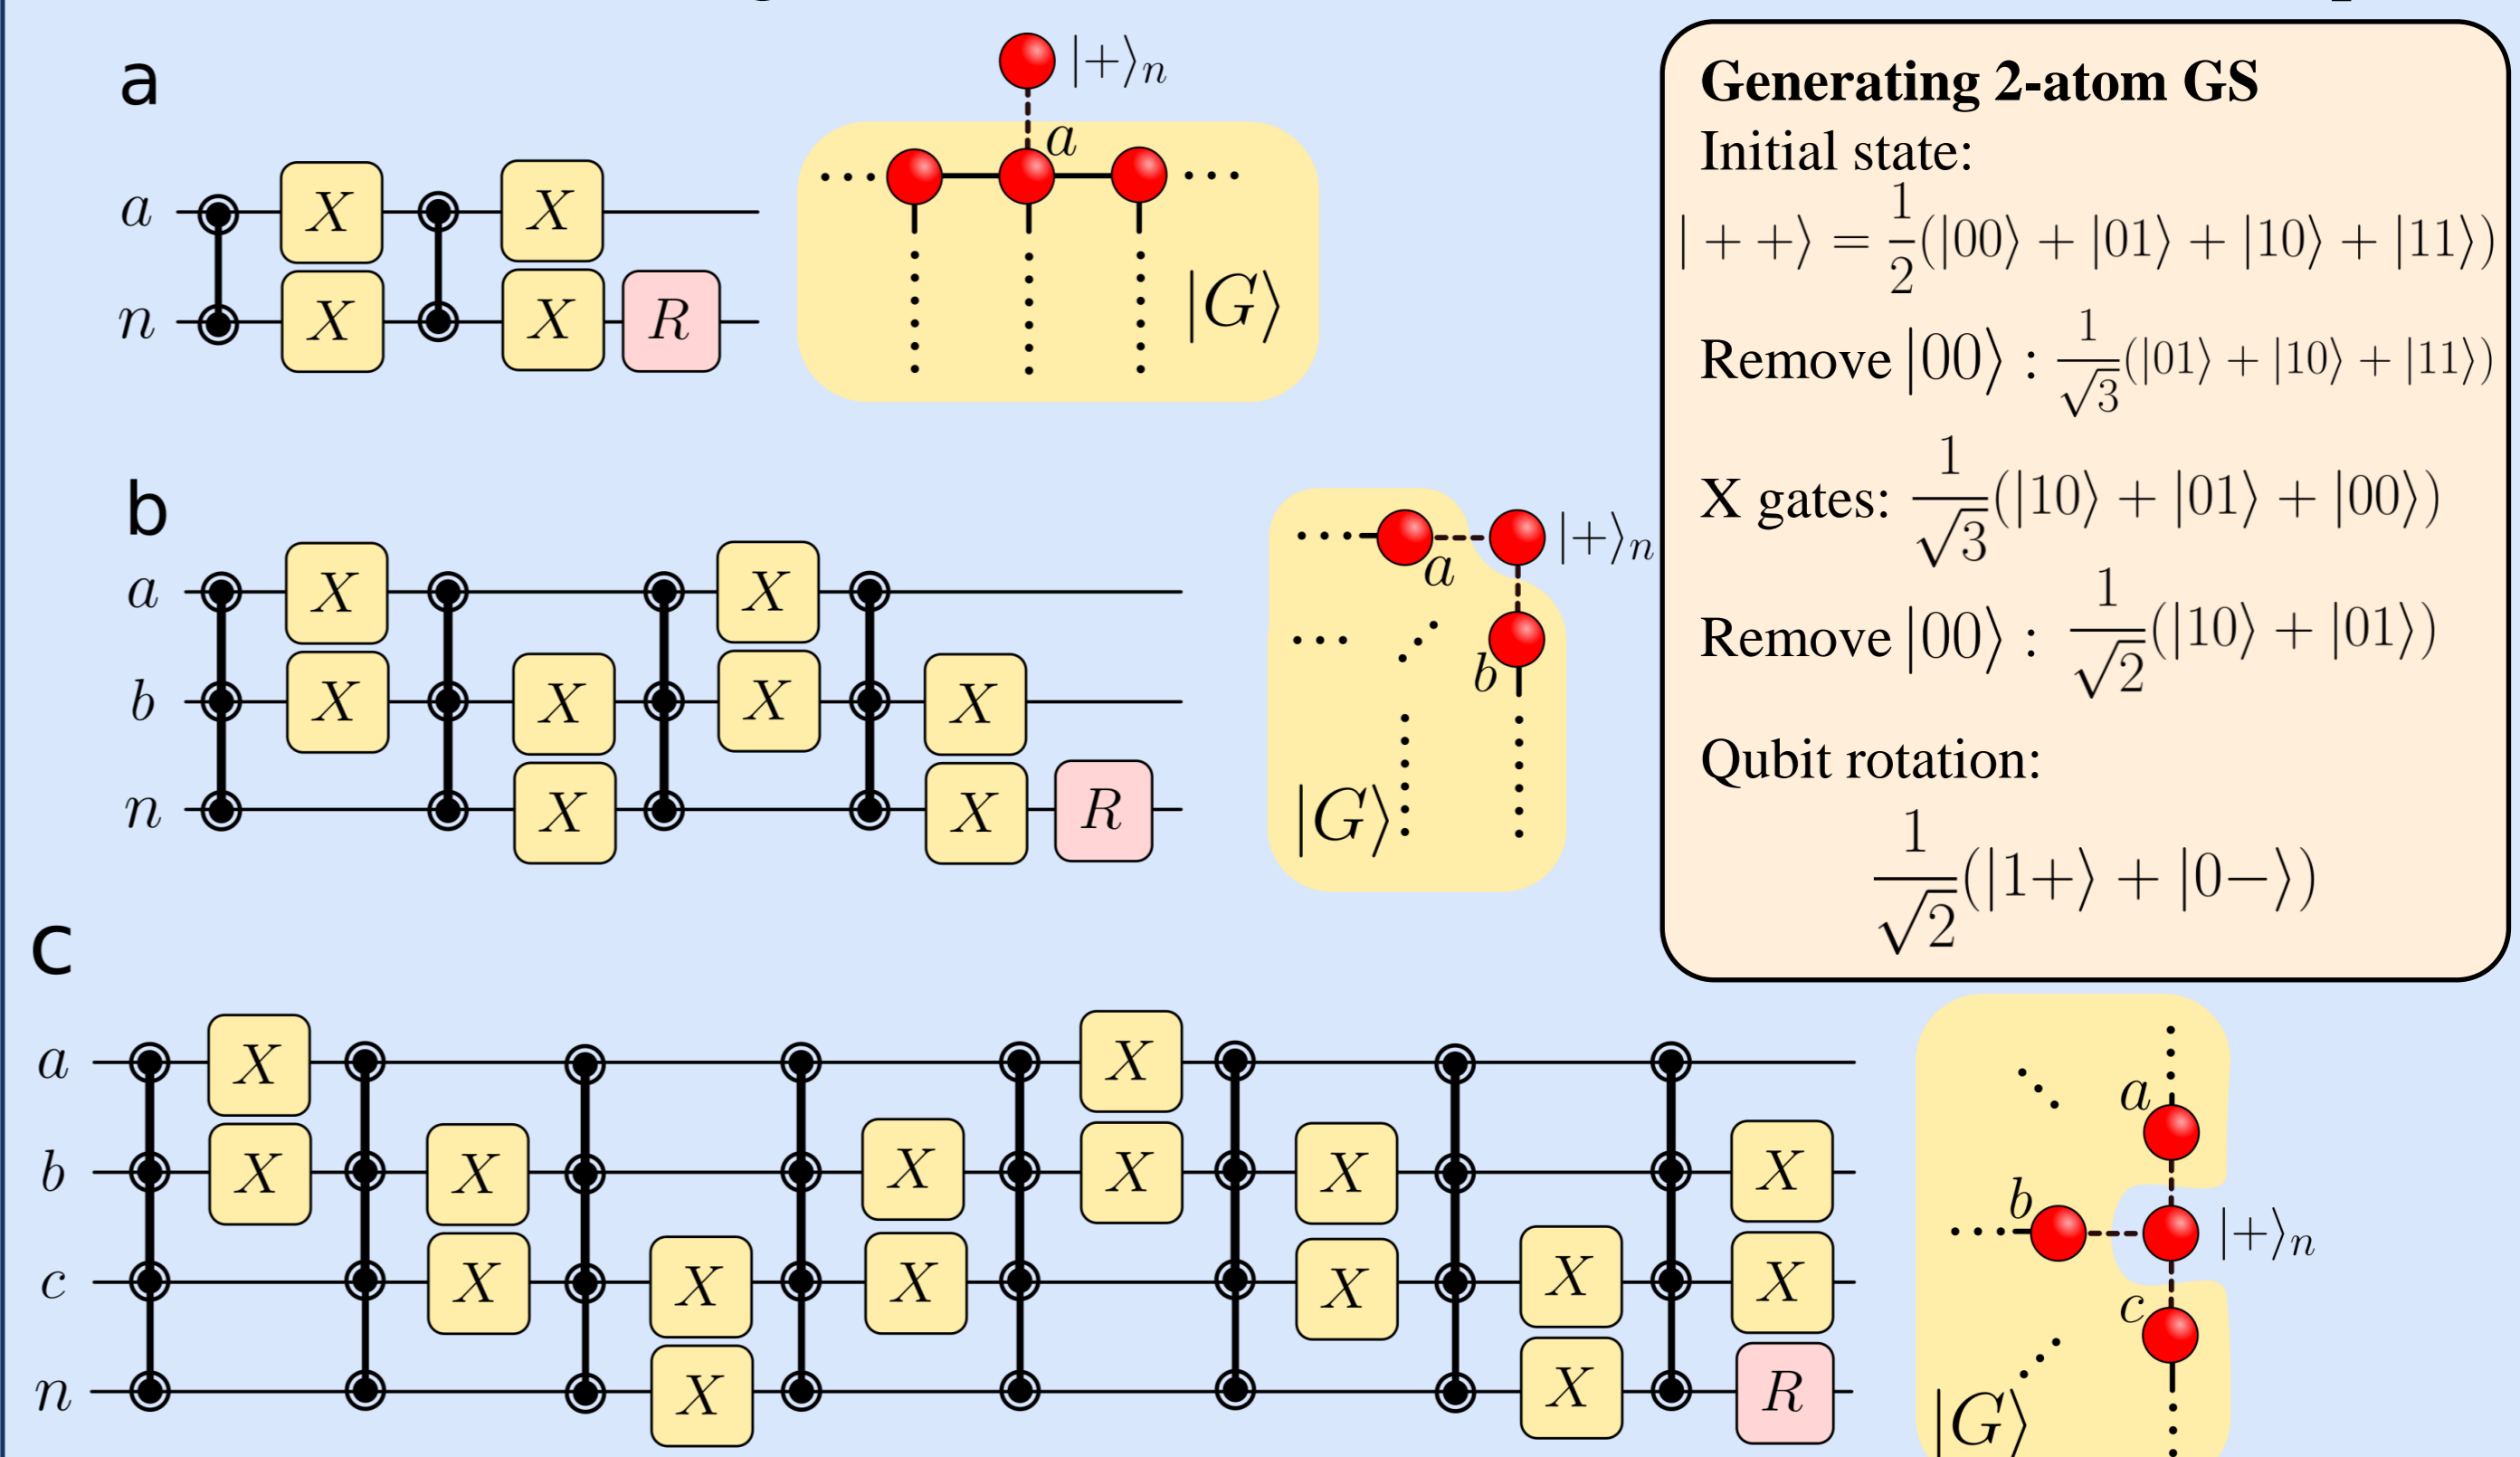 a
|+⟩n
a
a X X
n X X R
|G⟩
b
a X X
b X X X X
n X X R
|+⟩n
a
b
|G⟩
c
a X X
b X X X X X X
c X X X X X X
n X X R
a
b
|+⟩n
c
|G⟩
Generating 2-atom GS
Initial state:
|++⟩ = 1/2(|00⟩ + |01⟩ + |10⟩ + |11⟩)
Remove |00⟩ : 1/√3(|01⟩ + |10⟩ + |11⟩)
X gates: 1/√3(|10⟩ + |01⟩ + |00⟩)
Remove |00⟩ : 1/√2(|10⟩ + |01⟩)
Qubit rotation:
1/√2(|1+⟩ + |0−⟩)